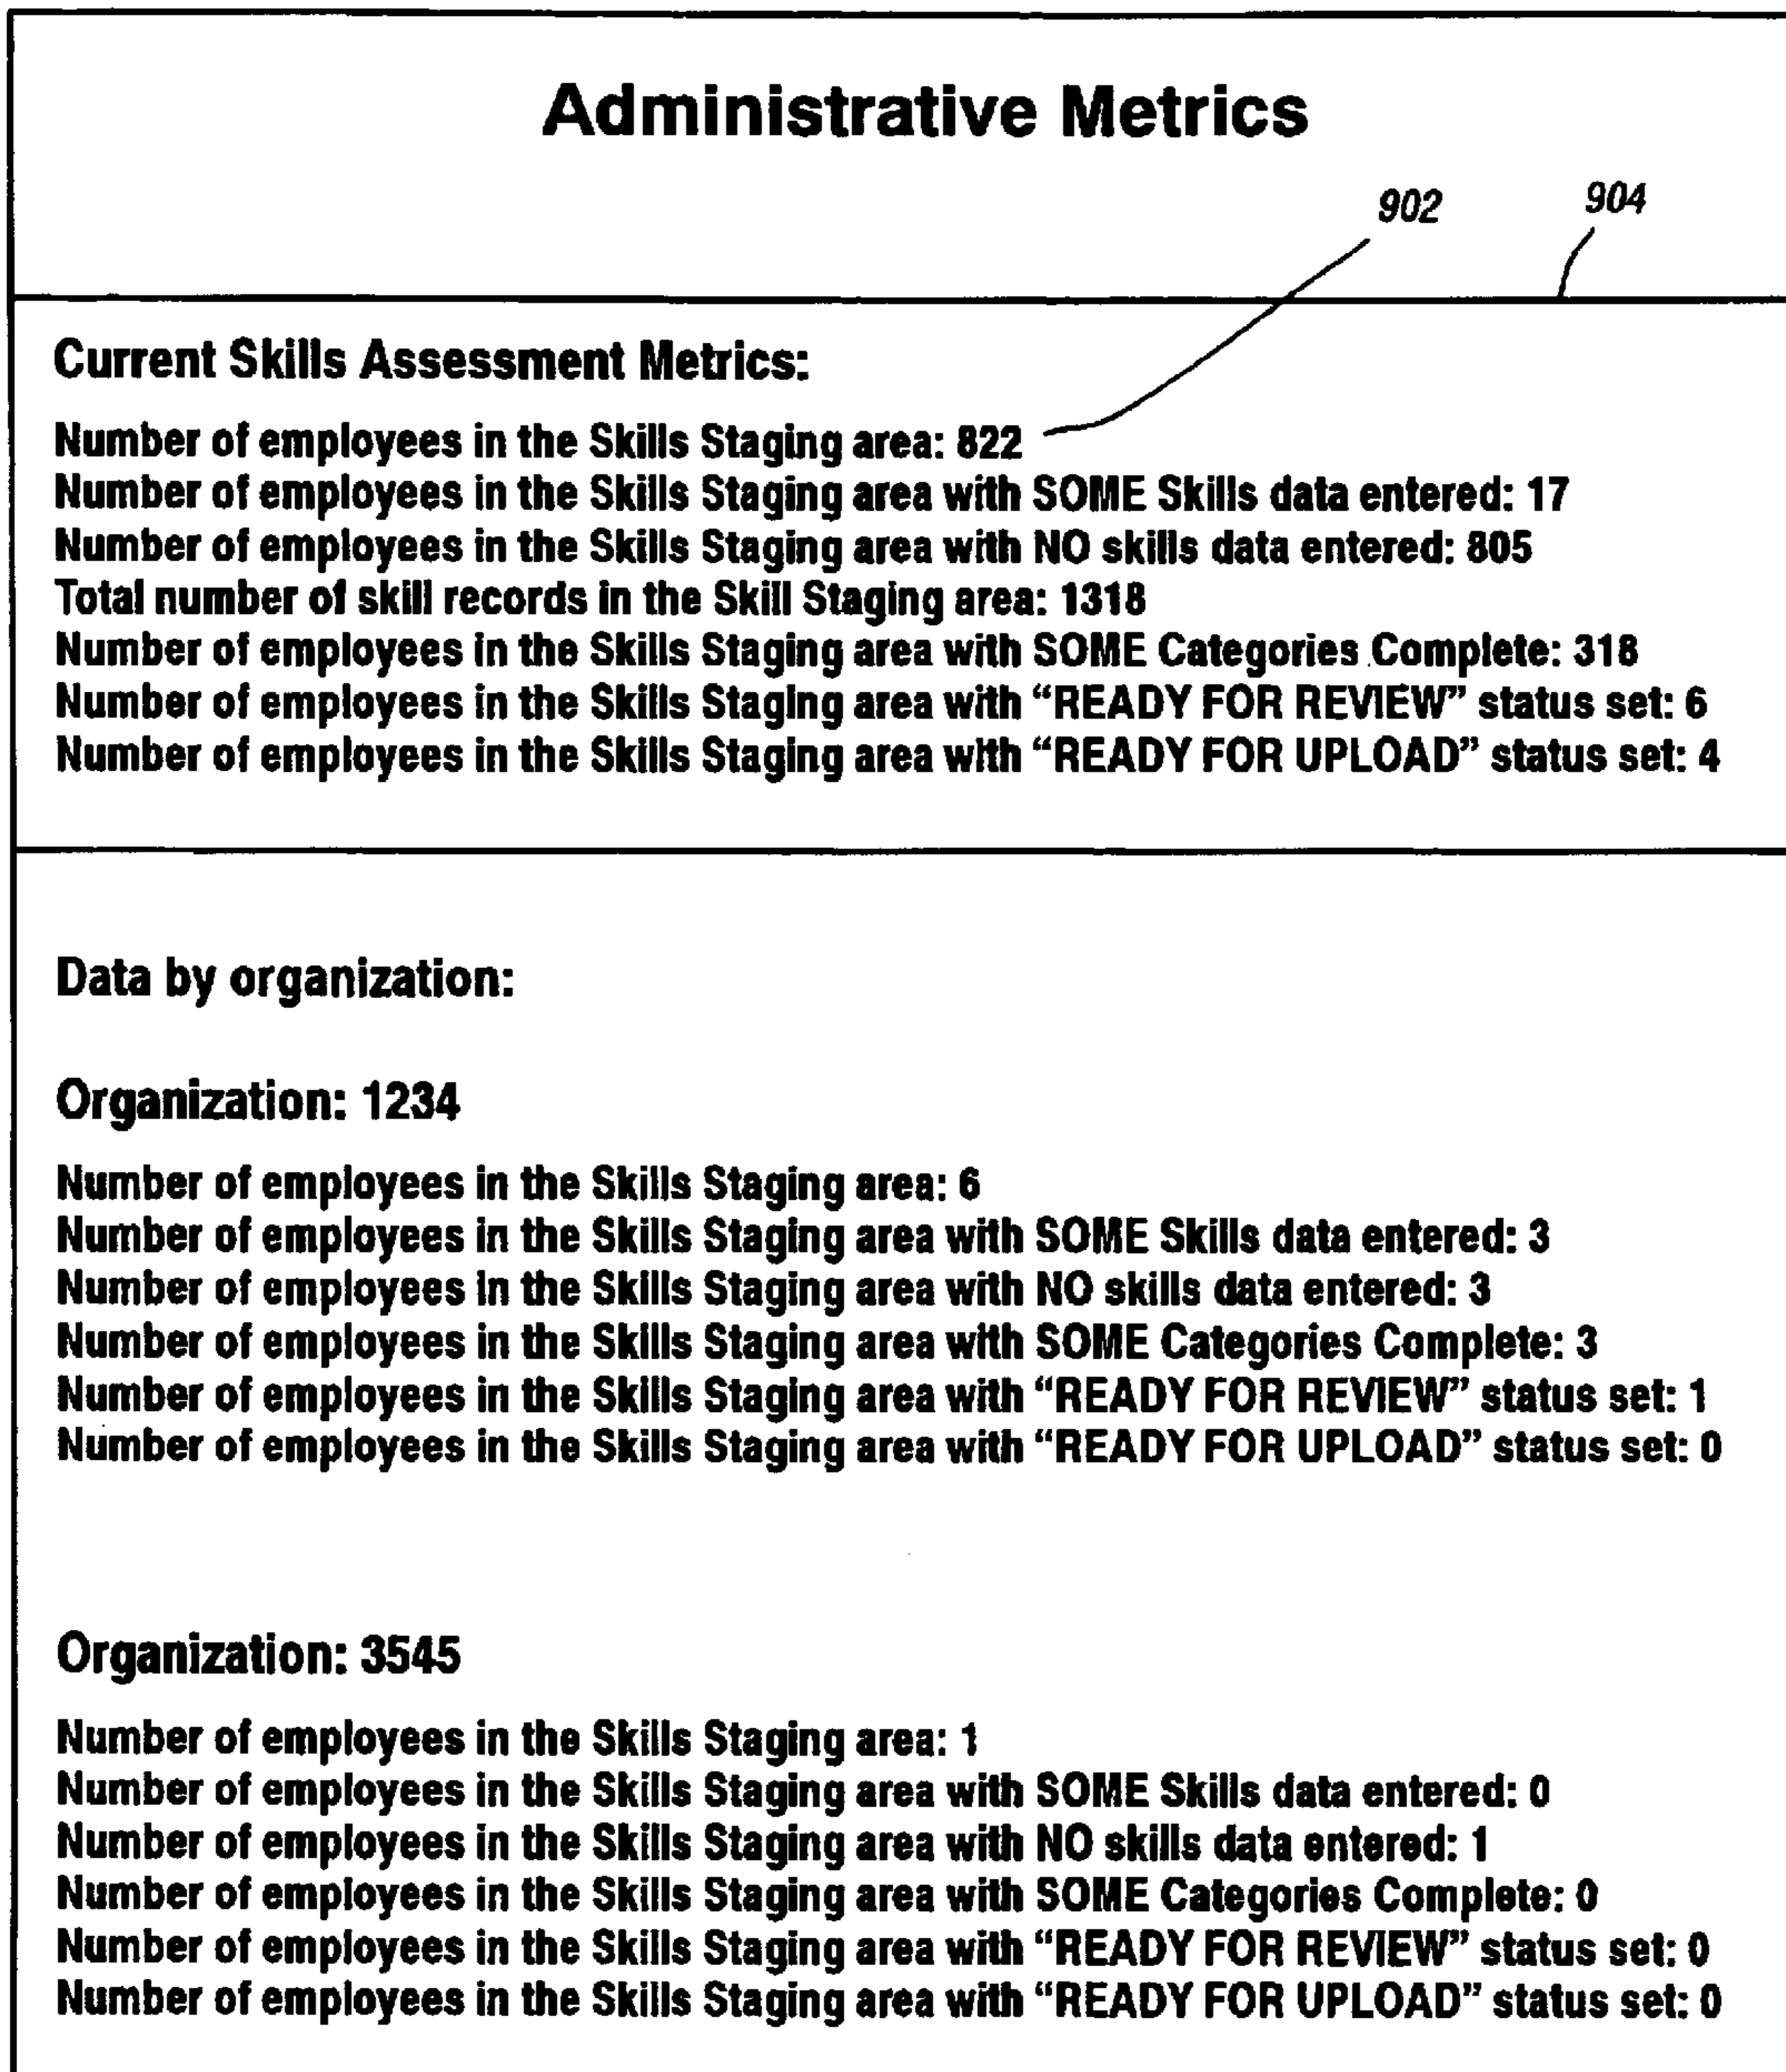 Administrative Metrics
902
904
Current Skills Assessment Metrics:
Number of employees in the Skills Staging area: 822
Number of employees in the Skills Staging area with SOME Skills data entered: 17
Number of employees in the Skills Staging area with NO skills data entered: 805
Total number of skill records in the Skill Staging area: 1318
Number of employees in the Skills Staging area with SOME Categories Complete: 318
Number of employees in the Skills Staging area with “READY FOR REVIEW” status set: 6
Number of employees in the Skills Staging area with “READY FOR UPLOAD” status set: 4
Data by organization:
Organization: 1234
Number of employees in the Skills Staging area: 6
Number of employees in the Skills Staging area with SOME Skills data entered: 3
Number of employees in the Skills Staging area with NO skills data entered: 3
Number of employees in the Skills Staging area with SOME Categories Complete: 3
Number of employees in the Skills Staging area with “READY FOR REVIEW” status set: 1
Number of employees in the Skills Staging area with “READY FOR UPLOAD” status set: 0
Organization: 3545
Number of employees in the Skills Staging area: 1
Number of employees in the Skills Staging area with SOME Skills data entered: 0
Number of employees in the Skills Staging area with NO skills data entered: 1
Number of employees in the Skills Staging area with SOME Categories Complete: 0
Number of employees in the Skills Staging area with “READY FOR REVIEW” status set: 0
Number of employees in the Skills Staging area with “READY FOR UPLOAD” status set: 0